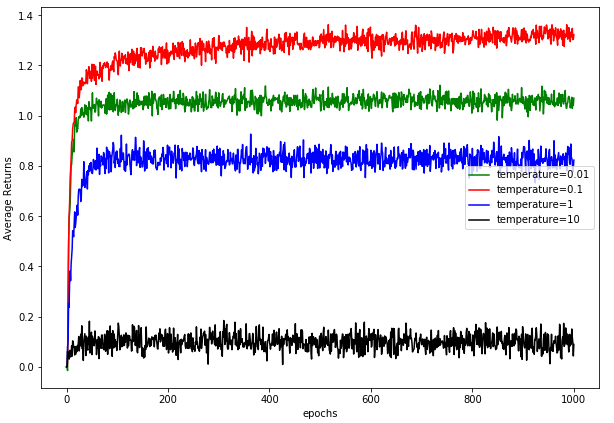 1.4
1.2
1.0
0.8
0.6
0.4
0.2
0.0
Average Returns
temperature=0.01
temperature=0.1
temperature=1
temperature=10
0
200
400
600
800
1000
epochs